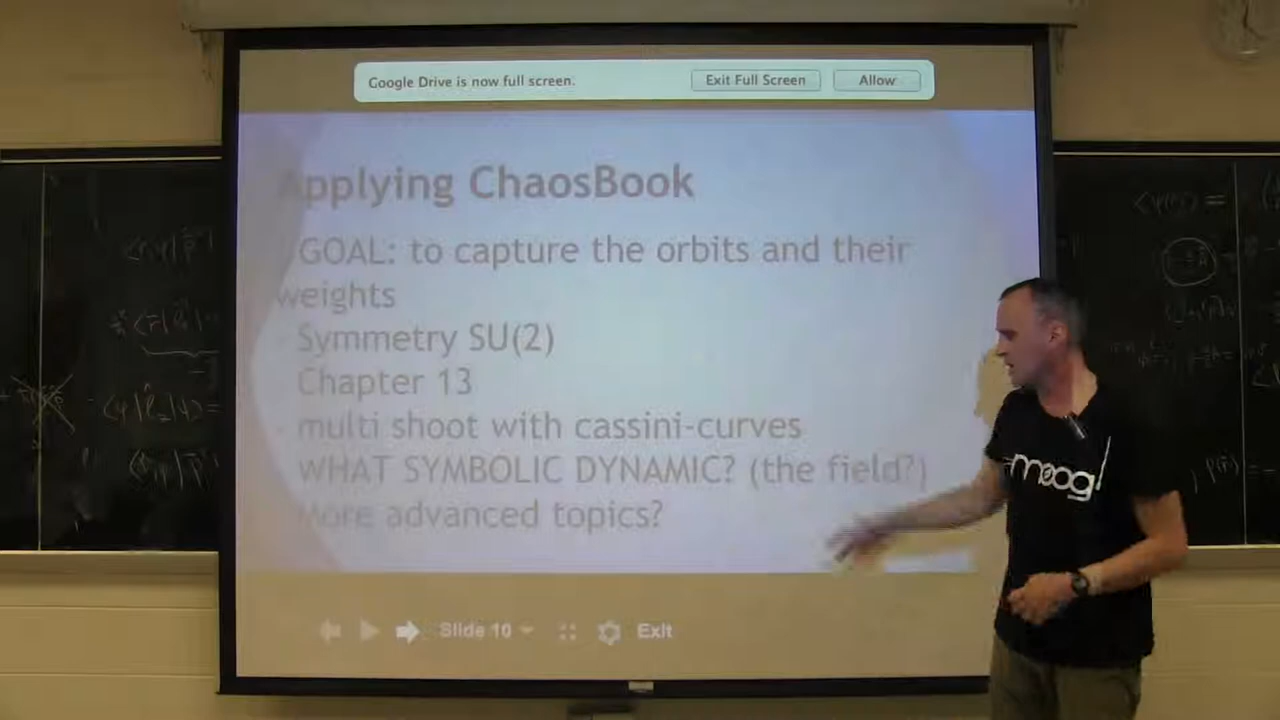 Google Drive is now full screen. Exit Full Screen Allow
Applying ChaosBook
GOAL: to capture the orbits and their
weights
Symmetry SU(2)
Chapter 13
- multi shoot with cassini-curves
WHAT SYMBOLIC DYNAMIC? (the field?)
More advanced topics?
moog
Slide 10 Exit